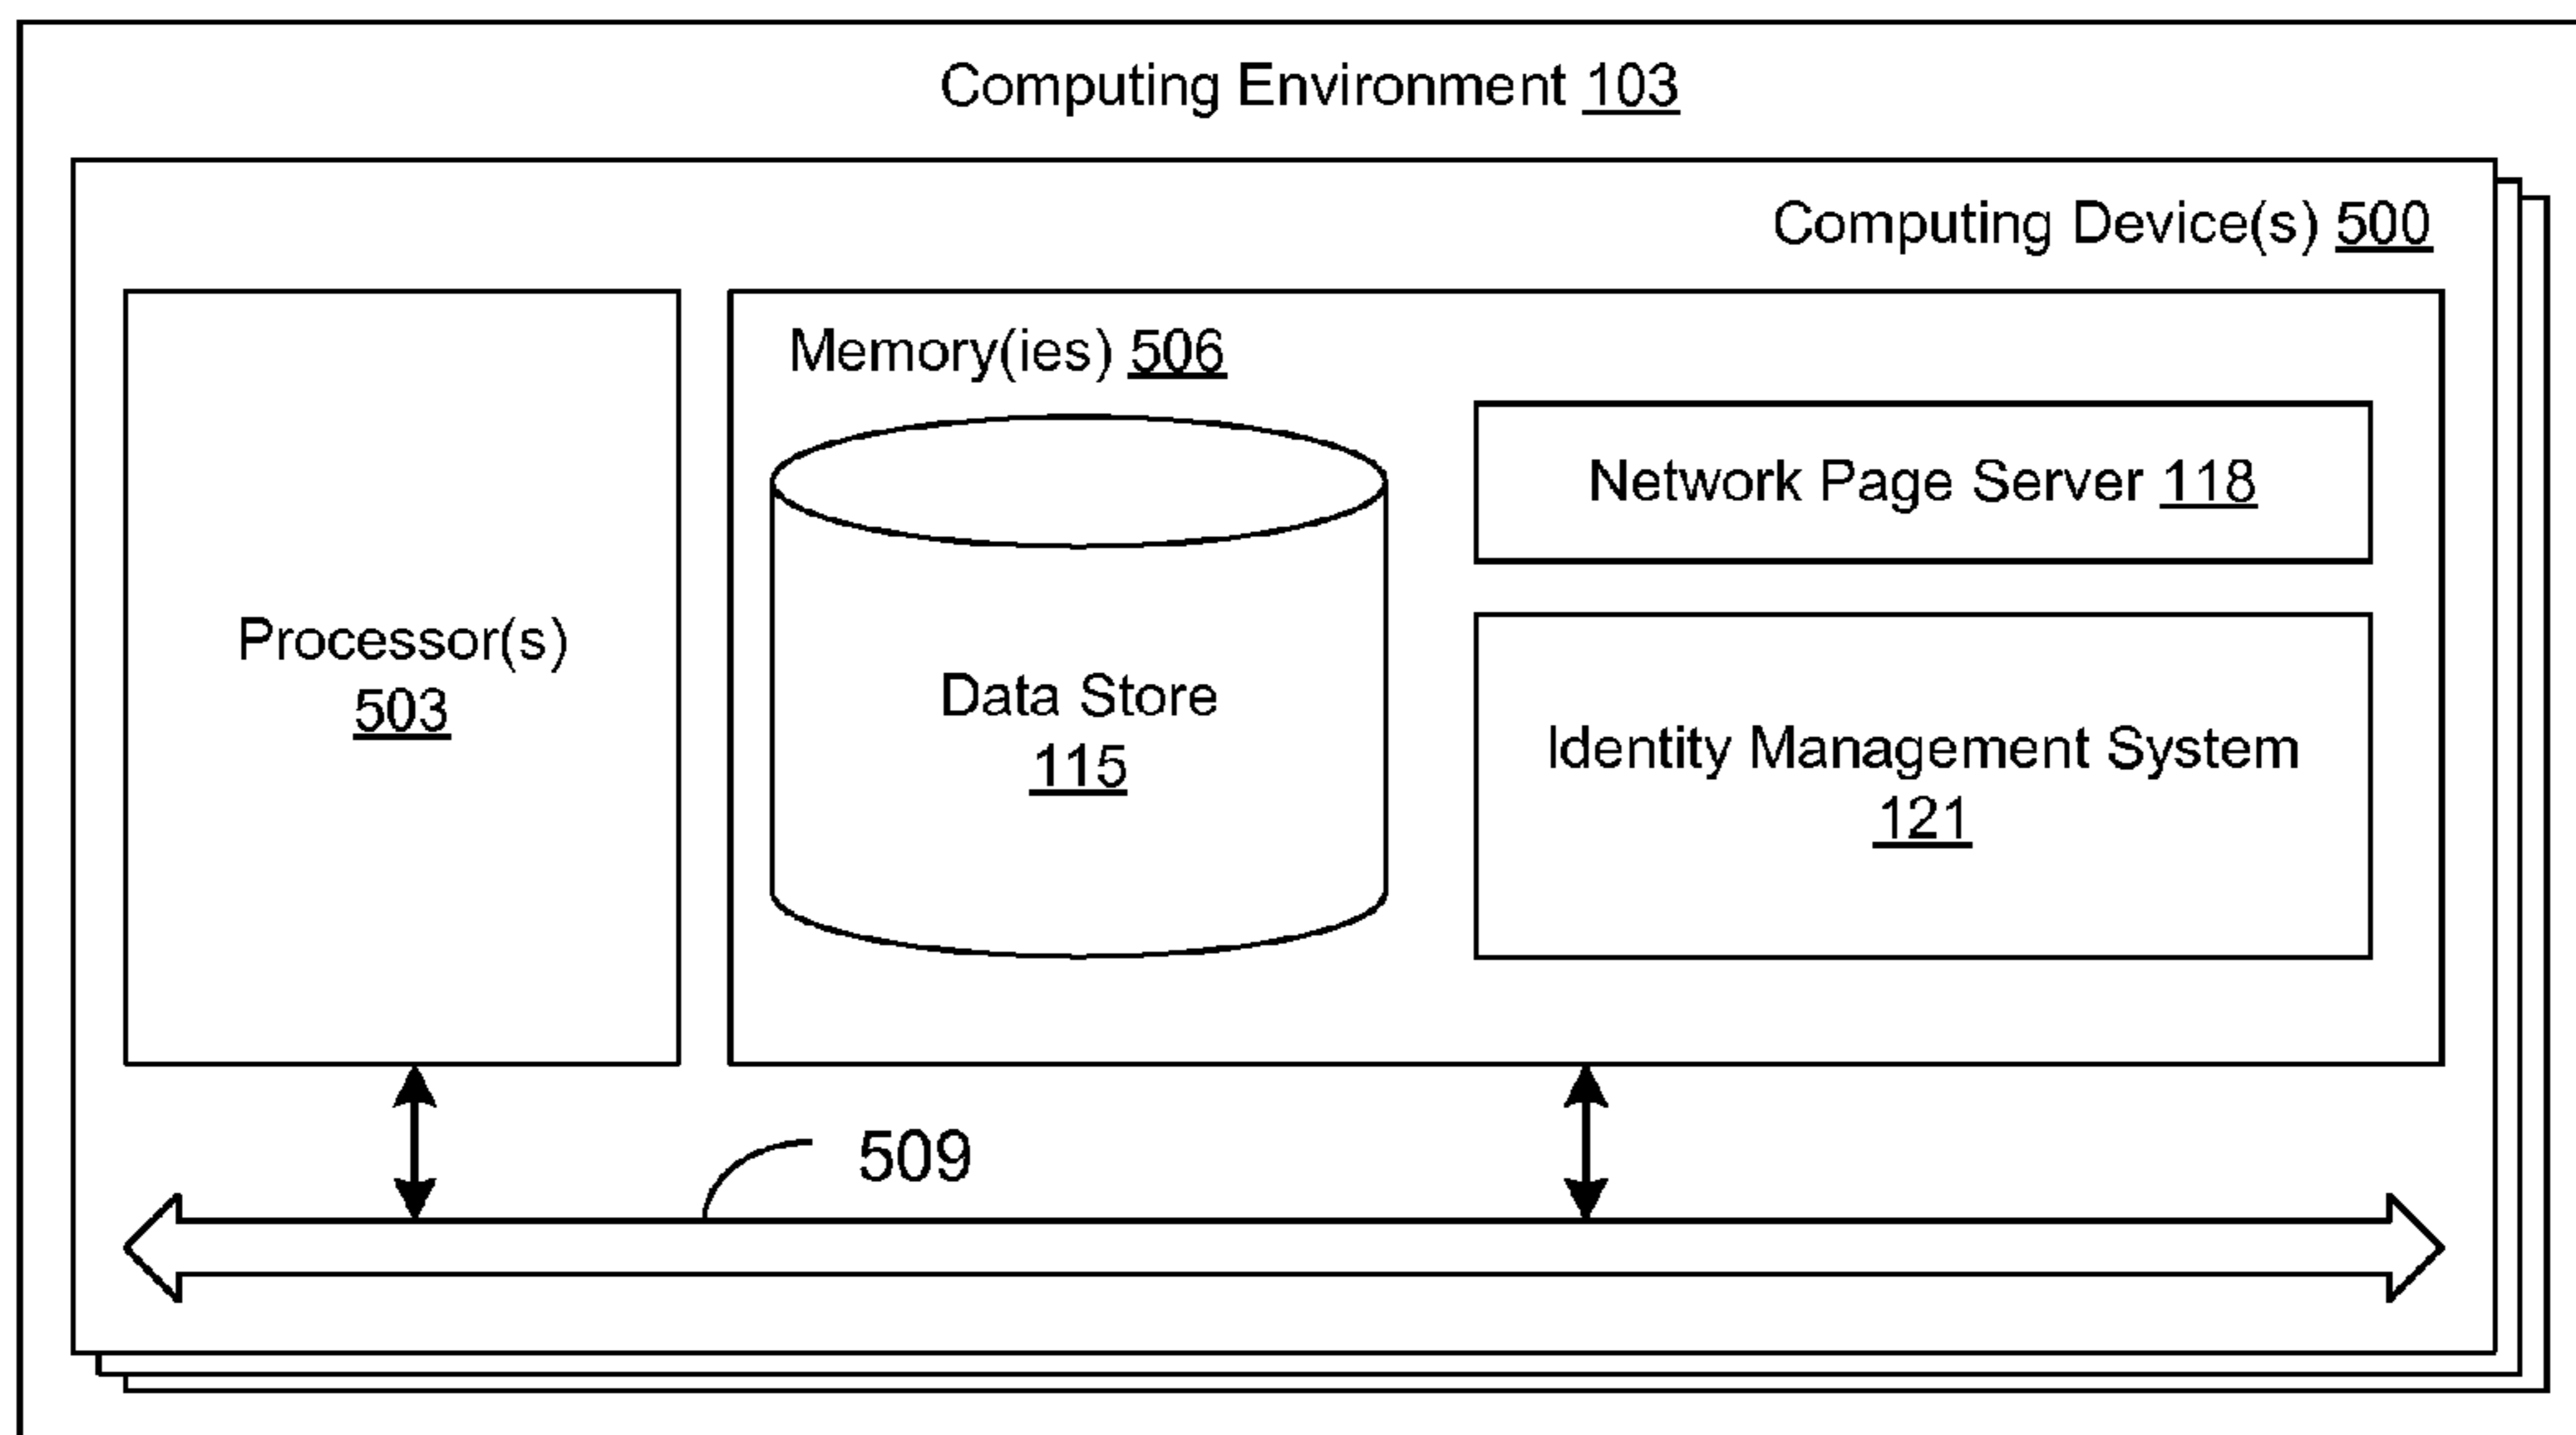 Computing Environment 103
Computing Device(s) 500
Memory(ies) 506
Network Page Server 118
Processor(s)
503
Data Store
115
Identity Management System
121
509